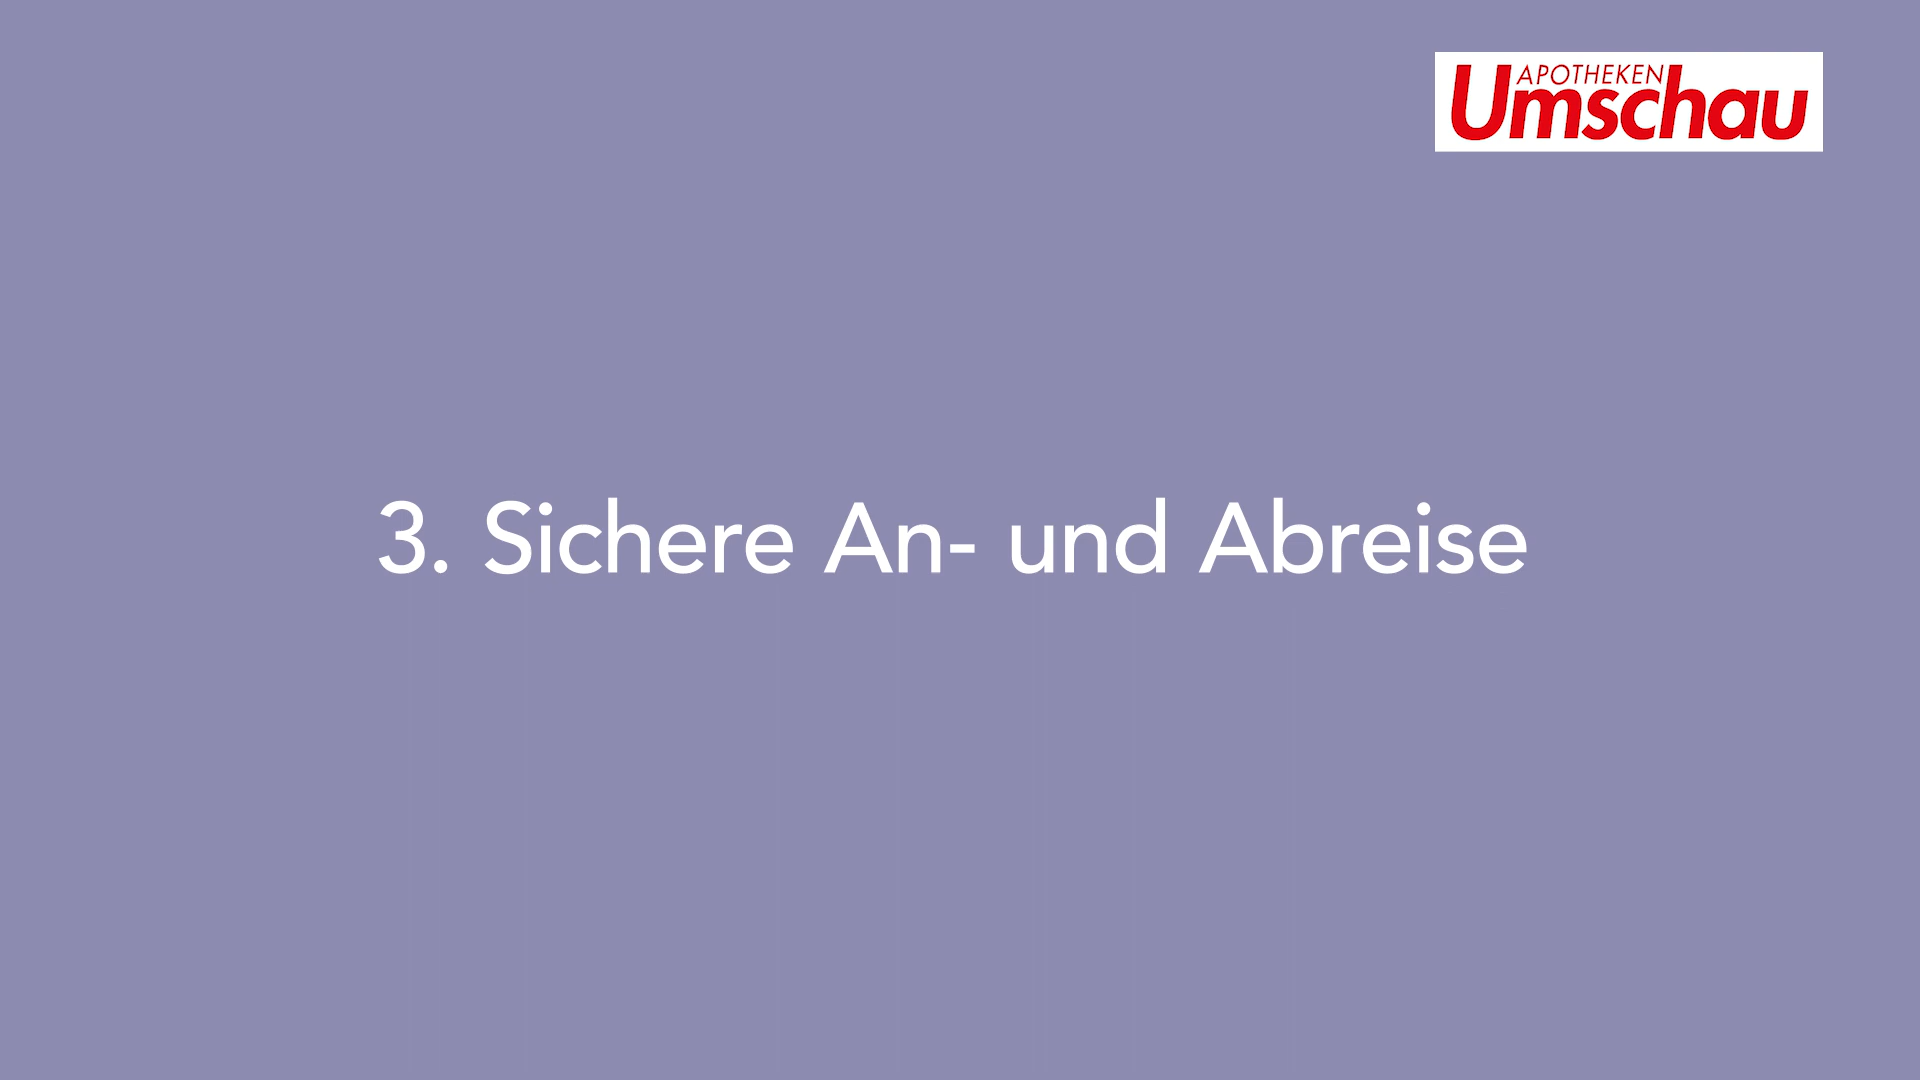 APOTHEKEN
Umschau
3. Sichere An- und Abreise